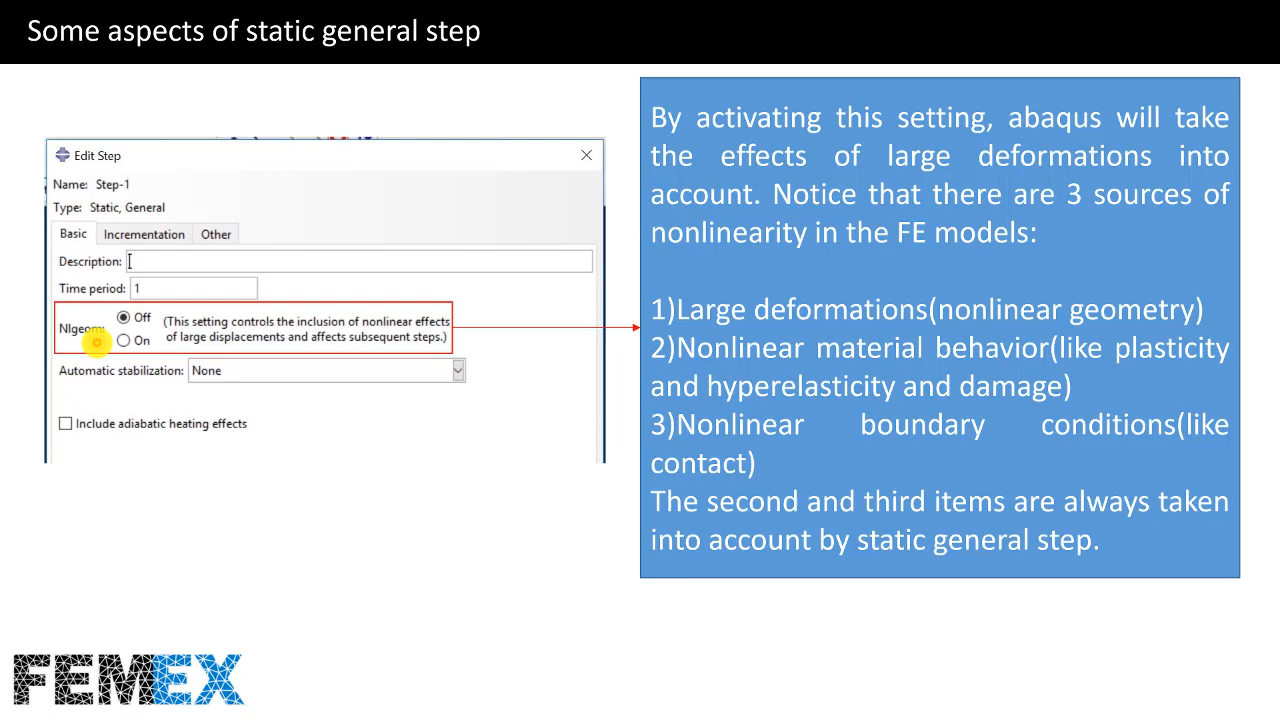 Some aspects of static general step
Edit Step
Name: Step-1
Type: Static, General
Basic Incrementation Other
Description:
Time period: 1
Nlgeom:
Off
On
(This setting controls the inclusion of nonlinear effects
of large displacements and affects subsequent steps.)
Automatic stabilization: None
Include adiabatic heating effects
By activating this setting, abaqus will take
the effects of large deformations into
account. Notice that there are 3 sources of
nonlinearity in the FE models:
1)Large deformations(nonlinear geometry)
2)Nonlinear material behavior(like plasticity
and hyperelasticity and damage)
3)Nonlinear boundary conditions(like
contact)
The second and third items are always taken
into account by static general step.
FEMEX